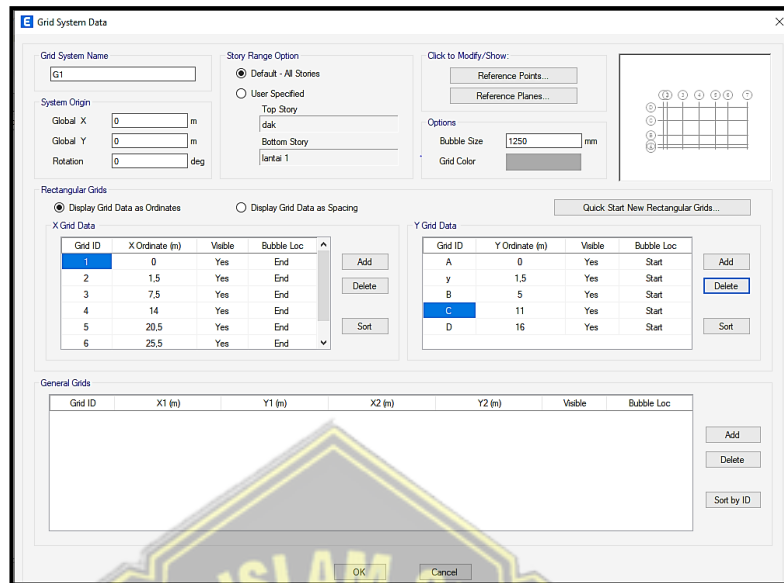 E Grid System Data
Grid System Name
G1
System Origin
Global X 0 m
Global Y 0 m
Rotation 0 deg
Story Range Option
Default - All Stories
User Specified
Top Story
dak
Bottom Story
lantai 1
Click to Modify/Show:
Reference Points...
Reference Planes...
Options
Bubble Size 1250 mm
Grid Color
Rectangular Grids
Display Grid Data as Ordinates Display Grid Data as Spacing Quick Start New Rectangular Grids...
X Grid Data
Grid ID X Ordinate (m) Visible Bubble Loc
1 0 Yes End
2 1,5 Yes End
3 7,5 Yes End
4 14 Yes End
5 20,5 Yes End
6 25,5 Yes End
Add
Delete
Sort
Y Grid Data
Grid ID Y Ordinate (m) Visible Bubble Loc
A 0 Yes Start
y 1,5 Yes Start
B 5 Yes Start
C 11 Yes Start
D 16 Yes Start
Add
Delete
Sort
General Grids
Grid ID X1 (m) Y1 (m) X2 (m) Y2 (m) Visible Bubble Loc
Add
Delete
Sort by ID
ISLAM
OK Cancel